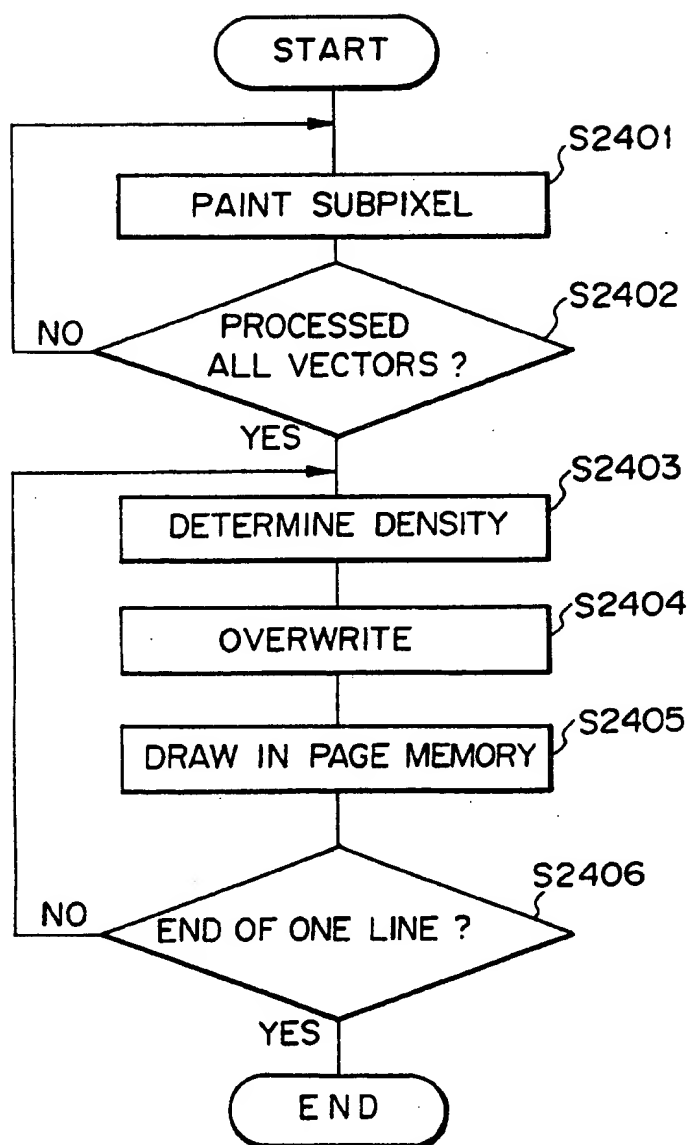 START
S2401
PAINT SUBPIXEL
S2402
NO
PROCESSED
ALL VECTORS ?
YES
S2403
DETERMINE DENSITY
S2404
OVERWRITE
S2405
DRAW IN PAGE MEMORY
S2406
NO
END OF ONE LINE ?
YES
END